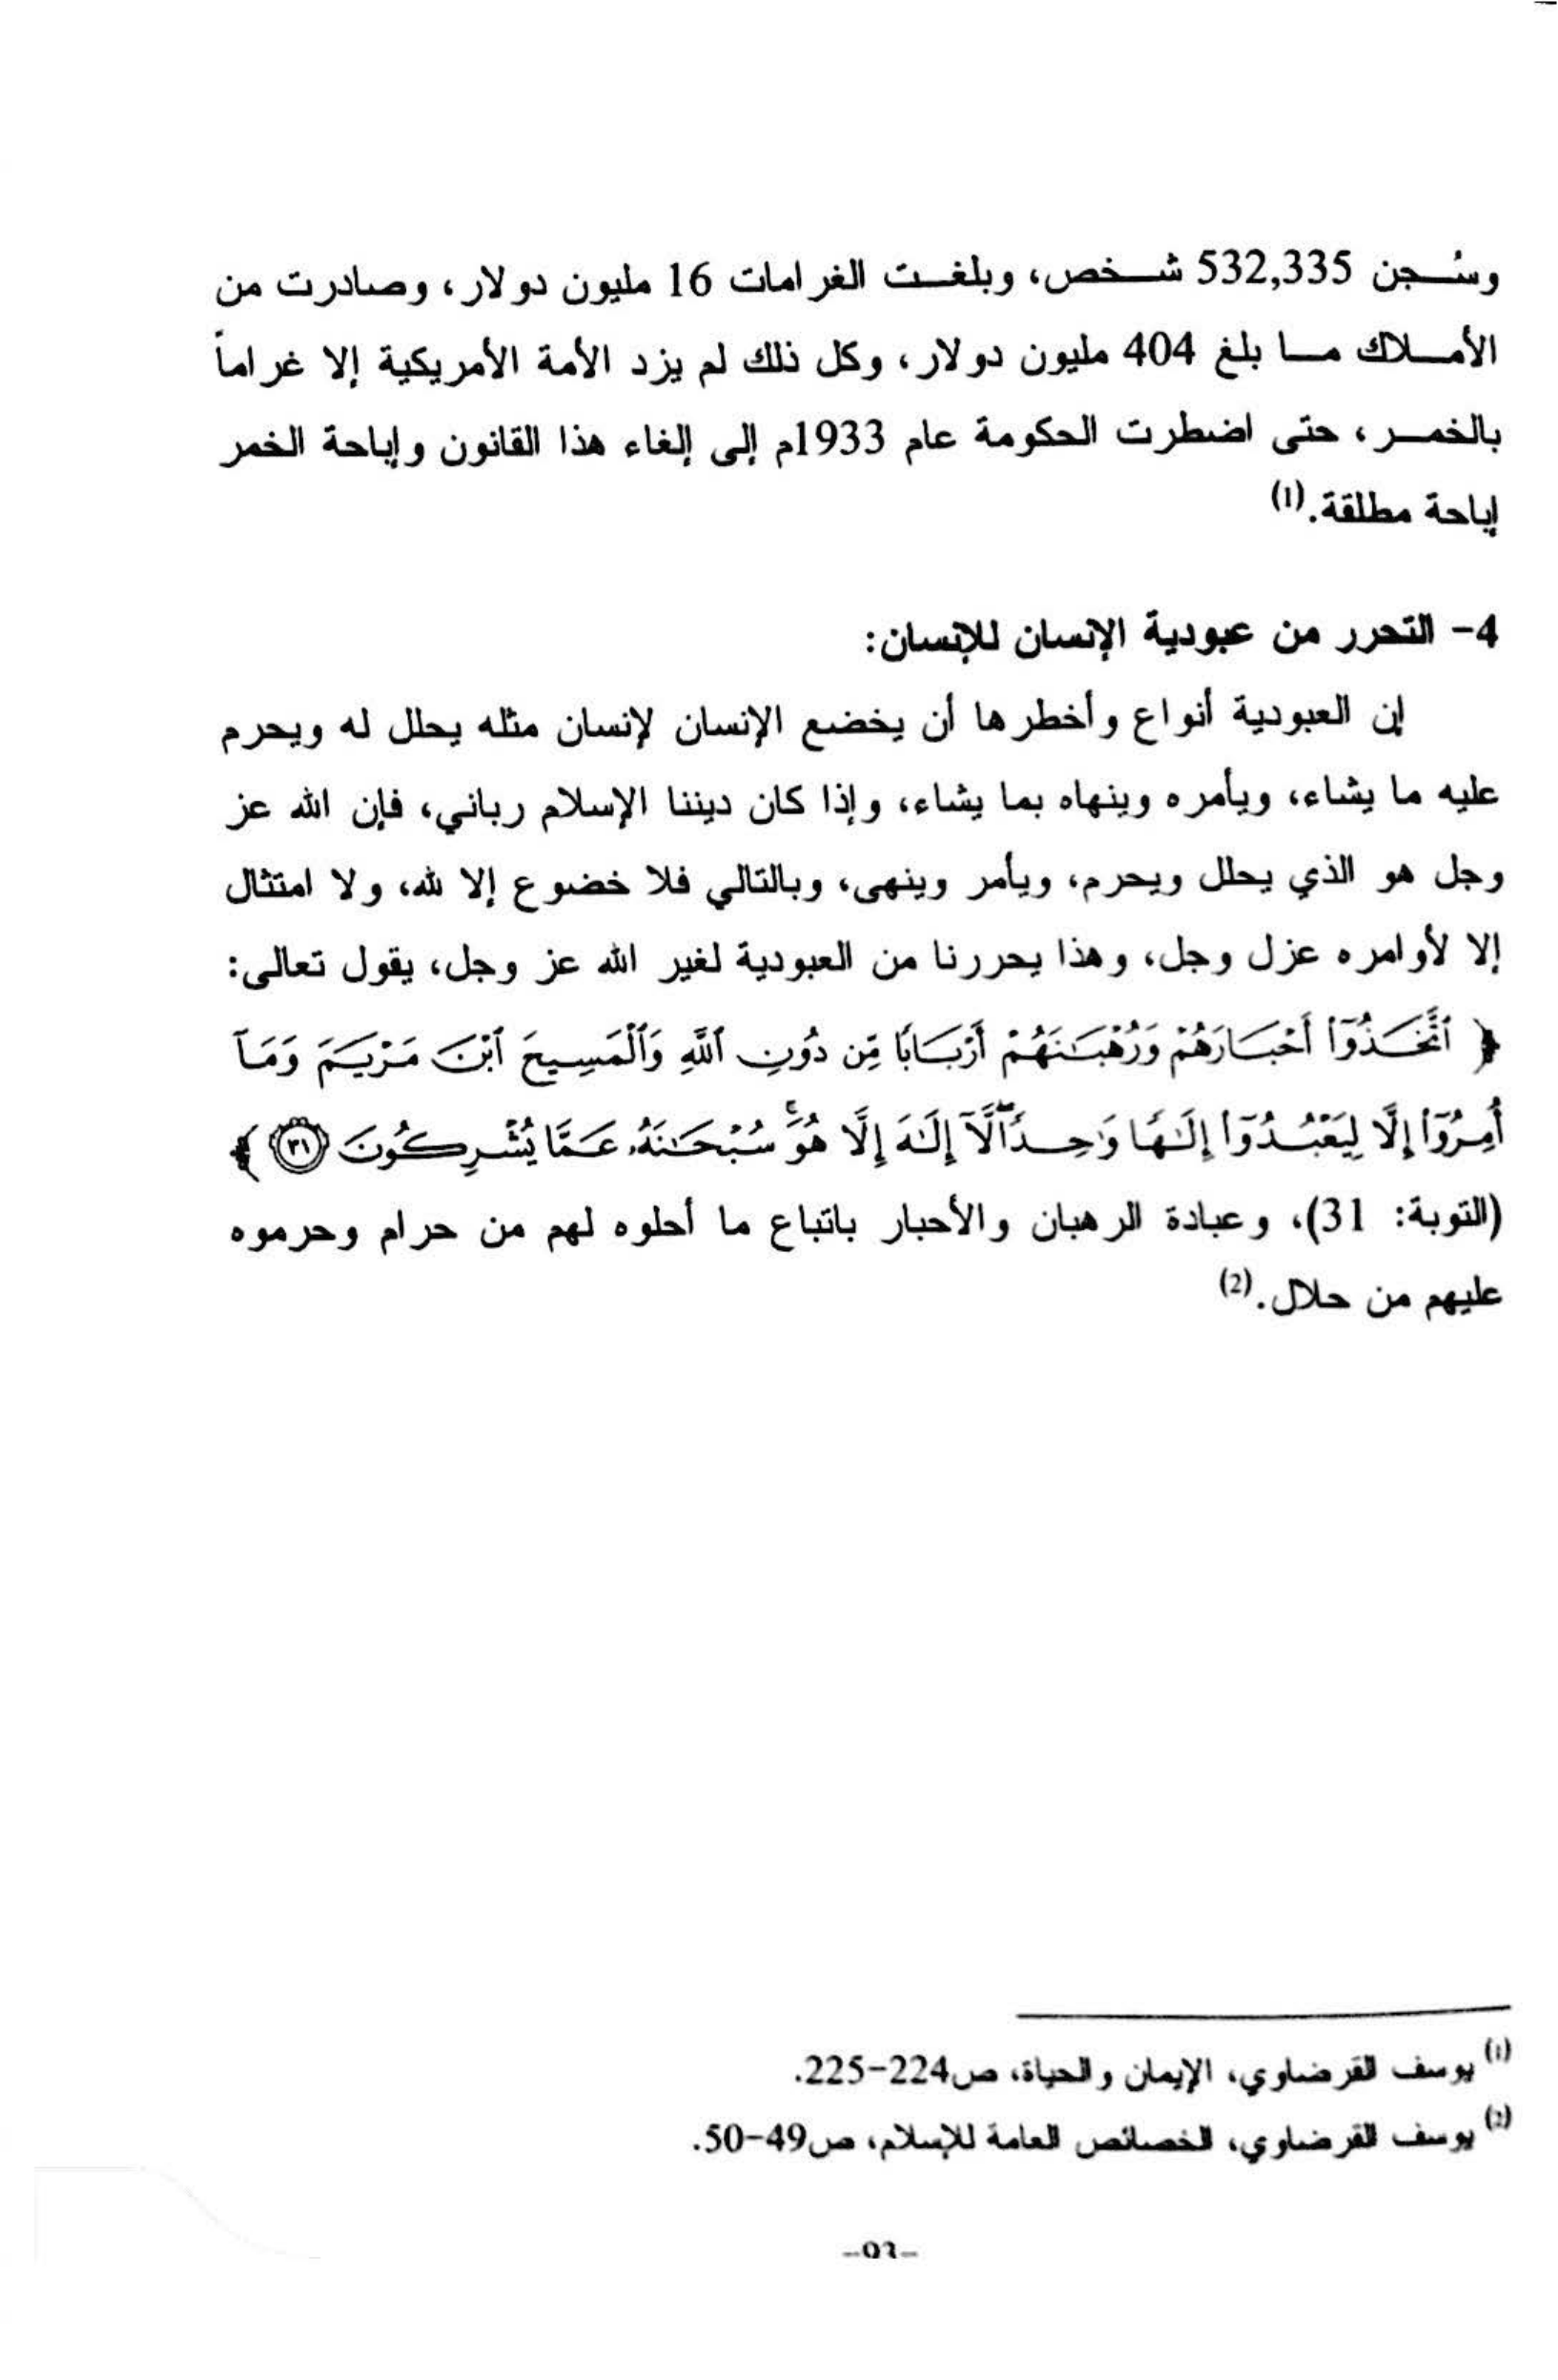 وسُجن 532,335 شخص، وبلغت الغرامات 16 مليون دولار، وصادرت من
الأملاك ما بلغ 404 مليون دولار، وكل ذلك لم يزد الأمة الأمريكية إلا غراماً
بالخمر، حتى اضطرت الحكومة عام 1933م إلى إلغاء هذا القانون وإباحة الخمر
إباحة مطلقة.(1)
4- التحرر من عبودية الإنسان للإنسان:
إن العبودية أنواع وأخطرها أن يخضع الإنسان لإنسان مثله يحلل له ويحرم
عليه ما يشاء، ويأمره وينهاه بما يشاء، وإذا كان ديننا الإسلام رباني، فإن الله عز
وجل هو الذي يحلل ويحرم، ويأمر وينهى، وبالتالي فلا خضوع إلا لله، ولا امتثال
إلا لأوامره عزل وجل، وهذا يحررنا من العبودية لغير الله عز وجل، يقول تعالى:
﴿ ٱتَّخَذُوٓا۟ أَحْبَارَهُمْ وَرُهْبَٰنَهُمْ أَرْبَابًا مِّن دُونِ ٱللَّهِ وَٱلْمَسِيحَ ٱبْنَ مَرْيَمَ وَمَآ
أُمِرُوٓا۟ إِلَّا لِيَعْبُدُوٓا۟ إِلَٰهًا وَٰحِدًا ۖ لَّآ إِلَٰهَ إِلَّا هُوَ ۚ سُبْحَٰنَهُۥ عَمَّا يُشْرِكُونَ ٣١ ﴾
(التوبة: 31)، وعبادة الرهبان والأحبار باتباع ما أحلوه لهم من حرام وحرموه
عليهم من حلال.(2)
(1) يوسف القرضاوي، الإيمان والحياة، ص224-225.
(2) يوسف القرضاوي، الخصائص العامة للإسلام، ص49-50.
-93-